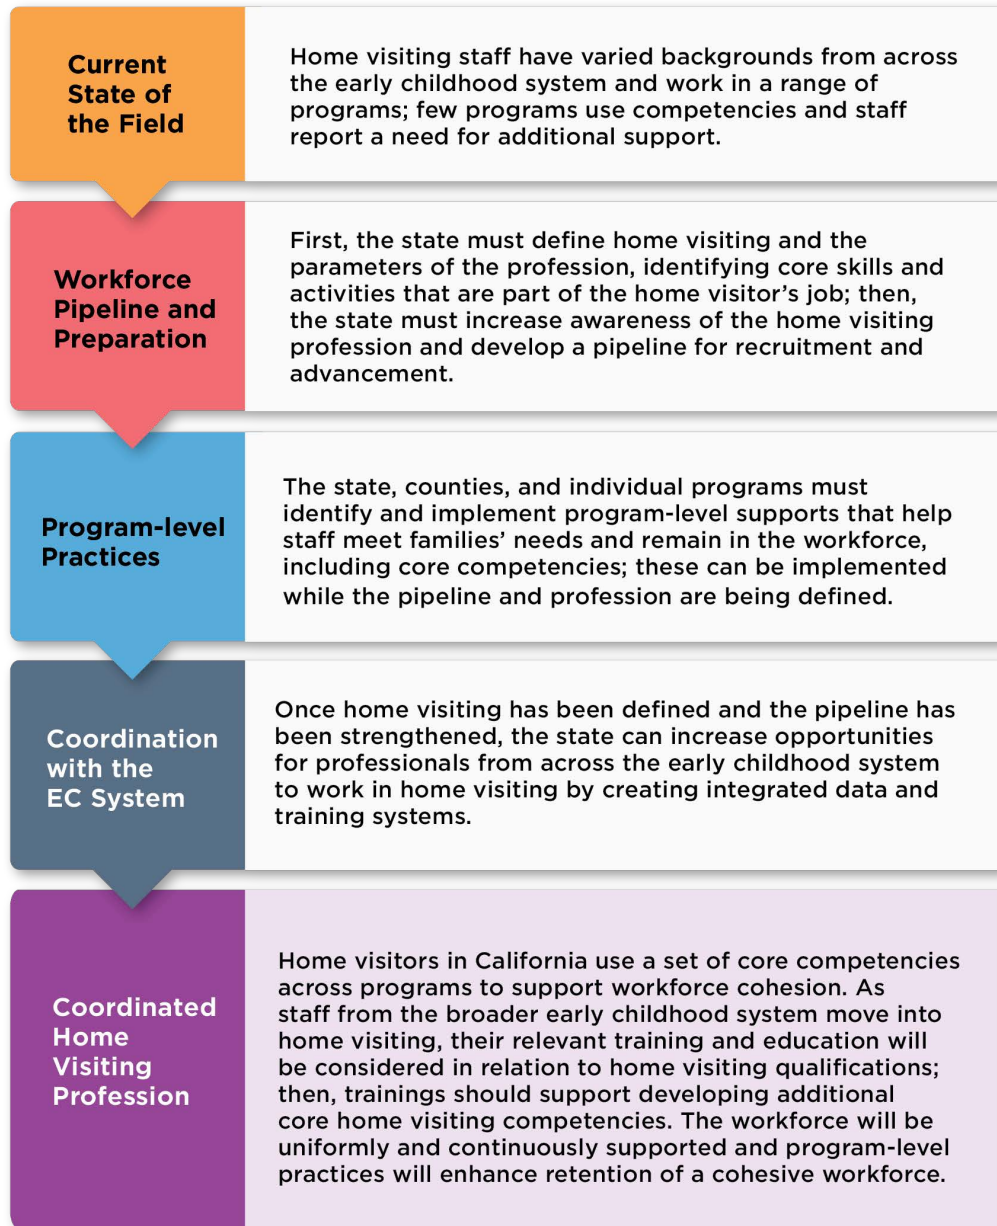 Current
State of
the Field
Home visiting staff have varied backgrounds from across
the early childhood system and work in a range of
programs; few programs use competencies and staff
report a need for additional support.
Workforce
Pipeline and
Preparation
First, the state must define home visiting and the
parameters of the profession, identifying core skills and
activities that are part of the home visitor’s job; then,
the state must increase awareness of the home visiting
profession and develop a pipeline for recruitment and
advancement.
Program-level
Practices
The state, counties, and individual programs must
identify and implement program-level supports that help
staff meet families’ needs and remain in the workforce,
including core competencies; these can be implemented
while the pipeline and profession are being defined.
Coordination
with the
EC System
Once home visiting has been defined and the pipeline has
been strengthened, the state can increase opportunities
for professionals from across the early childhood system
to work in home visiting by creating integrated data and
training systems.
Coordinated
Home
Visiting
Profession
Home visitors in California use a set of core competencies
across programs to support workforce cohesion. As
staff from the broader early childhood system move into
home visiting, their relevant training and education will
be considered in relation to home visiting qualifications;
then, trainings should support developing additional
core home visiting competencies. The workforce will be
uniformly and continuously supported and program-level
practices will enhance retention of a cohesive workforce.